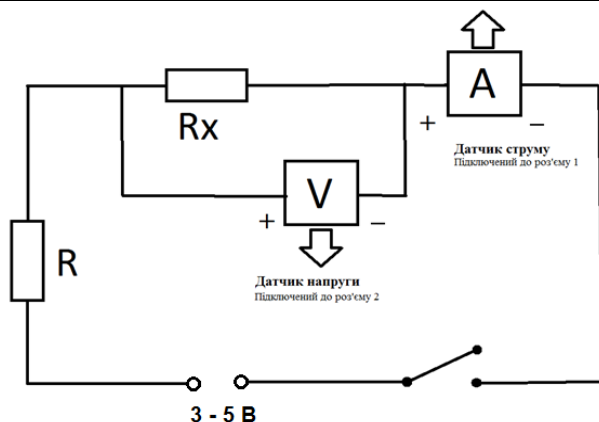 A
+ –
Rx
Датчик струму
Підключений до роз'єму 1
V
+ –
R
Датчик напруги
Підключений до роз'єму 2
3 - 5 В